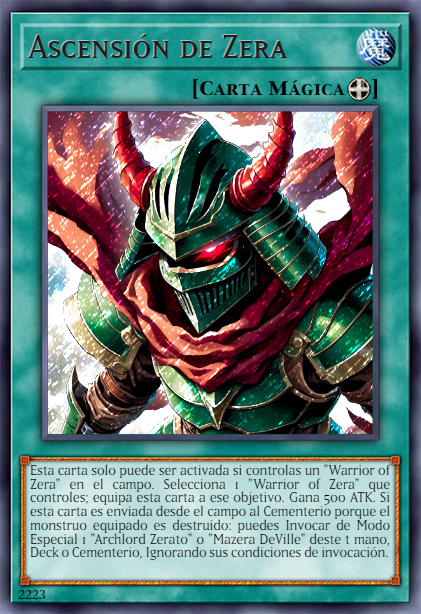 Ascensión de Zera
魔
[Carta Mágica]
Esta carta solo puede ser activada si controlas un "Warrior of
Zera" en el campo. Selecciona 1 "Warrior of Zera" que
controles; equipa esta carta a ese objetivo. Gana 500 ATK. Si
esta carta es enviada desde el campo al Cementerio porque el
monstruo equipado es destruido: puedes Invocar de Modo
Especial 1 "Archlord Zerato" o "Mazera DeVille" deste t mano,
Deck o Cementerio, Ignorando sus condiciones de invocación.
2223